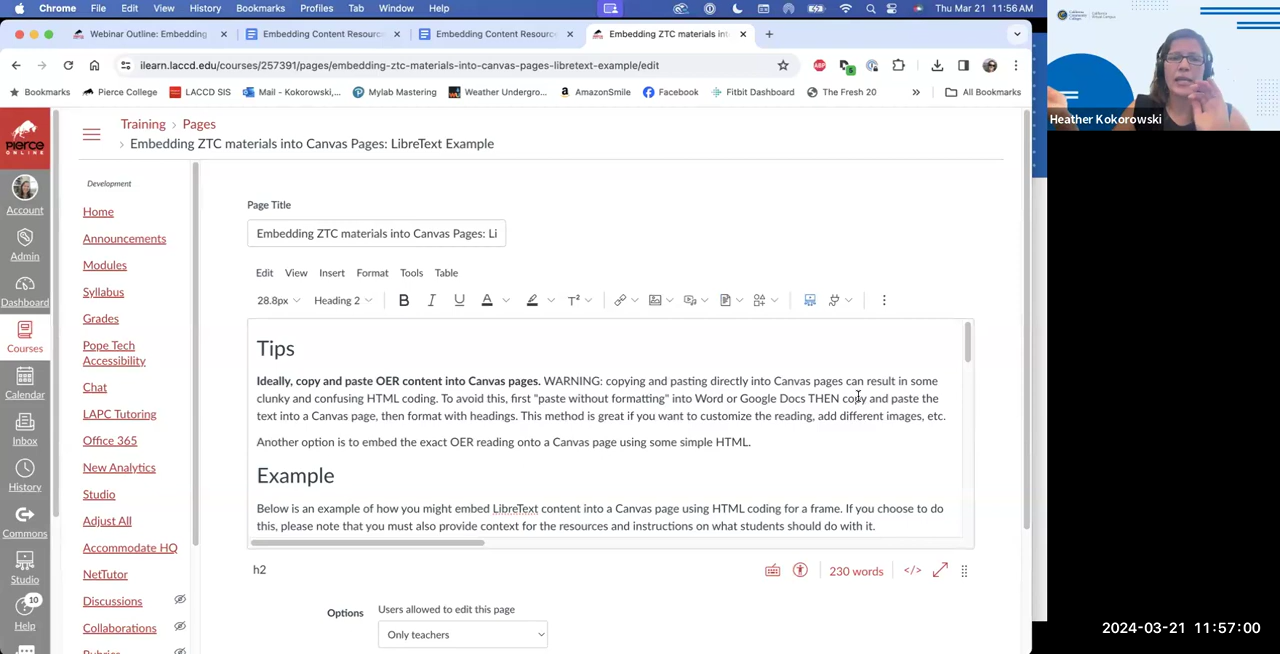 Chrome File Edit View History Bookmarks Profiles Tab Window Help Thu Mar 21 11:56 AM
Webinar Outline: Embedding Embedding Content Resourc Embedding Content Resourc Embedding ZTC materials int
ilearn.laccd.edu/courses/257391/pages/embedding-ztc-materials-into-canvas-pages-libretext-example/edit
Bookmarks Pierce College LACCD SIS Mail - Kokorowski,... Mylab Mastering Weather Undergro... AmazonSmile Facebook Fitbit Dashboard The Fresh 20 » All Bookmarks
Heather Kokorowski
PIERCE
ONLINE
Account
Admin
Dashboard
Courses
Calendar
Inbox
History
Commons
Studio
10
Help
Training › Pages
› Embedding ZTC materials into Canvas Pages: LibreText Example
Development
Home
Announcements
Modules
Syllabus
Grades
Pope Tech
Accessibility
Chat
LAPC Tutoring
Office 365
New Analytics
Studio
Adjust All
Accommodate HQ
NetTutor
Discussions
Collaborations
Rubrics
Page Title
Embedding ZTC materials into Canvas Pages: Li
Edit View Insert Format Tools Table
28.8px Heading 2 B I U A T²
Tips
Ideally, copy and paste OER content into Canvas pages. WARNING: copying and pasting directly into Canvas pages can result in some
clunky and confusing HTML coding. To avoid this, first "paste without formatting" into Word or Google Docs THEN copy and paste the
text into a Canvas page, then format with headings. This method is great if you want to customize the reading, add different images, etc.
Another option is to embed the exact OER reading onto a Canvas page using some simple HTML.
Example
Below is an example of how you might embed LibreText content into a Canvas page using HTML coding for a frame. If you choose to do
this, please note that you must also provide context for the resources and instructions on what students should do with it.
h2 230 words </>
Options Users allowed to edit this page
Only teachers
2024-03-21 11:57:00